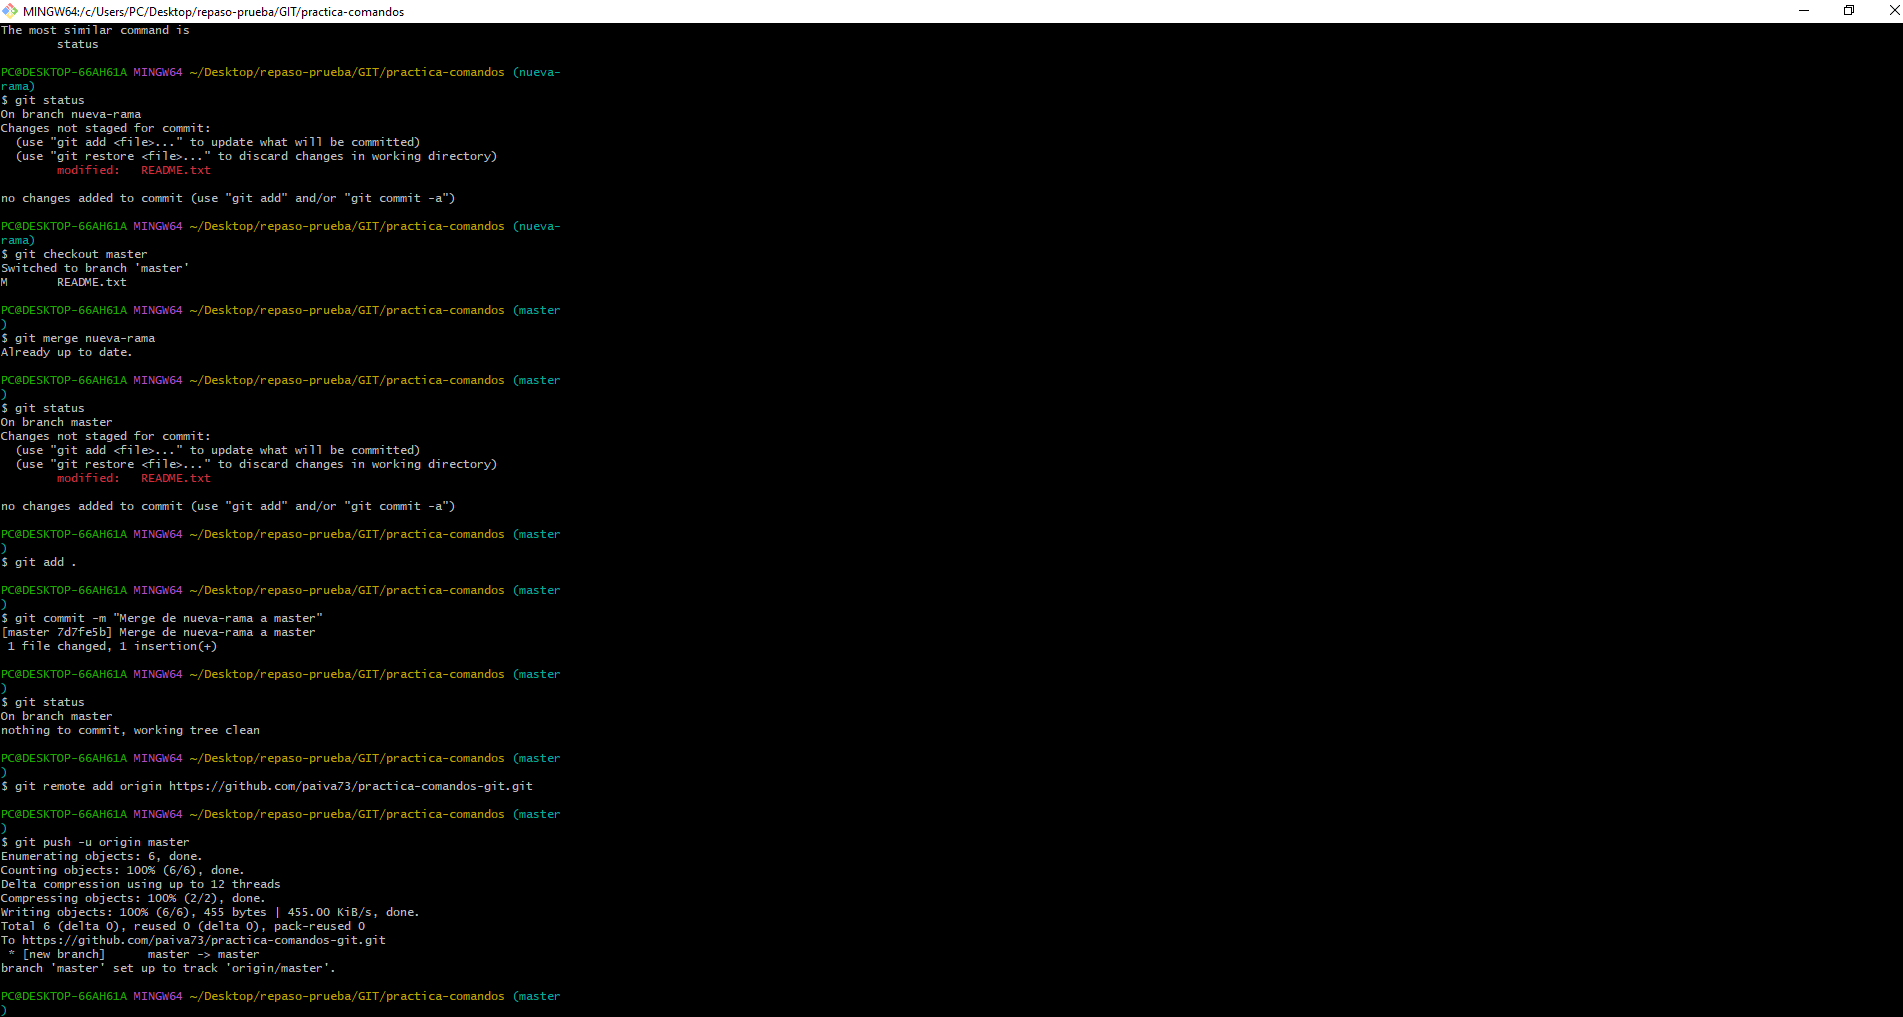 MINGW64:/c/Users/PC/Desktop/repaso-prueba/GIT/practica-comandos
The most similar command is
        status

PC@DESKTOP-66AH61A MINGW64 ~/Desktop/repaso-prueba/GIT/practica-comandos (nueva-
rama)
$ git status
On branch nueva-rama
Changes not staged for commit:
  (use "git add <file>..." to update what will be committed)
  (use "git restore <file>..." to discard changes in working directory)
        modified:   README.txt

no changes added to commit (use "git add" and/or "git commit -a")

PC@DESKTOP-66AH61A MINGW64 ~/Desktop/repaso-prueba/GIT/practica-comandos (nueva-
rama)
$ git checkout master
Switched to branch 'master'
M       README.txt

PC@DESKTOP-66AH61A MINGW64 ~/Desktop/repaso-prueba/GIT/practica-comandos (master
)
$ git merge nueva-rama
Already up to date.

PC@DESKTOP-66AH61A MINGW64 ~/Desktop/repaso-prueba/GIT/practica-comandos (master
)
$ git status
On branch master
Changes not staged for commit:
  (use "git add <file>..." to update what will be committed)
  (use "git restore <file>..." to discard changes in working directory)
        modified:   README.txt

no changes added to commit (use "git add" and/or "git commit -a")

PC@DESKTOP-66AH61A MINGW64 ~/Desktop/repaso-prueba/GIT/practica-comandos (master
)
$ git add .

PC@DESKTOP-66AH61A MINGW64 ~/Desktop/repaso-prueba/GIT/practica-comandos (master
)
$ git commit -m "Merge de nueva-rama a master"
[master 7d7fe5b] Merge de nueva-rama a master
 1 file changed, 1 insertion(+)

PC@DESKTOP-66AH61A MINGW64 ~/Desktop/repaso-prueba/GIT/practica-comandos (master
)
$ git status
On branch master
nothing to commit, working tree clean

PC@DESKTOP-66AH61A MINGW64 ~/Desktop/repaso-prueba/GIT/practica-comandos (master
)
$ git remote add origin https://github.com/paiva73/practica-comandos-git.git

PC@DESKTOP-66AH61A MINGW64 ~/Desktop/repaso-prueba/GIT/practica-comandos (master
)
$ git push -u origin master
Enumerating objects: 6, done.
Counting objects: 100% (6/6), done.
Delta compression using up to 12 threads
Compressing objects: 100% (2/2), done.
Writing objects: 100% (6/6), 455 bytes | 455.00 KiB/s, done.
Total 6 (delta 0), reused 0 (delta 0), pack-reused 0
To https://github.com/paiva73/practica-comandos-git.git
 * [new branch]      master -> master
branch 'master' set up to track 'origin/master'.

PC@DESKTOP-66AH61A MINGW64 ~/Desktop/repaso-prueba/GIT/practica-comandos (master
)